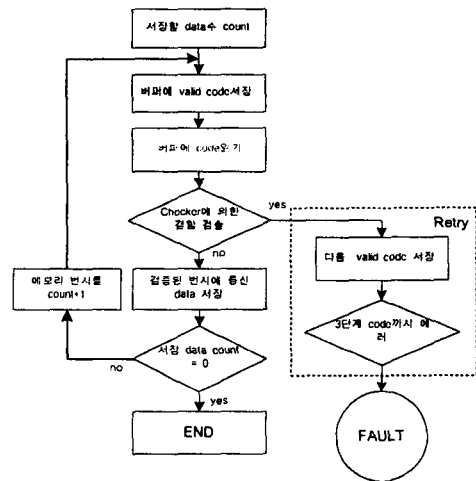 저장할 data수 count
버퍼에 valid code저장
버퍼에 code읽기
Checker에 의한
결함 검출
yes
no
Retry
다음 valid code 저장
3단계 code까지 에
러
FAULT
검증된 번지에 통신
data 저장
메모리 번지를
count+1
저장 data count
= 0
no
yes
END